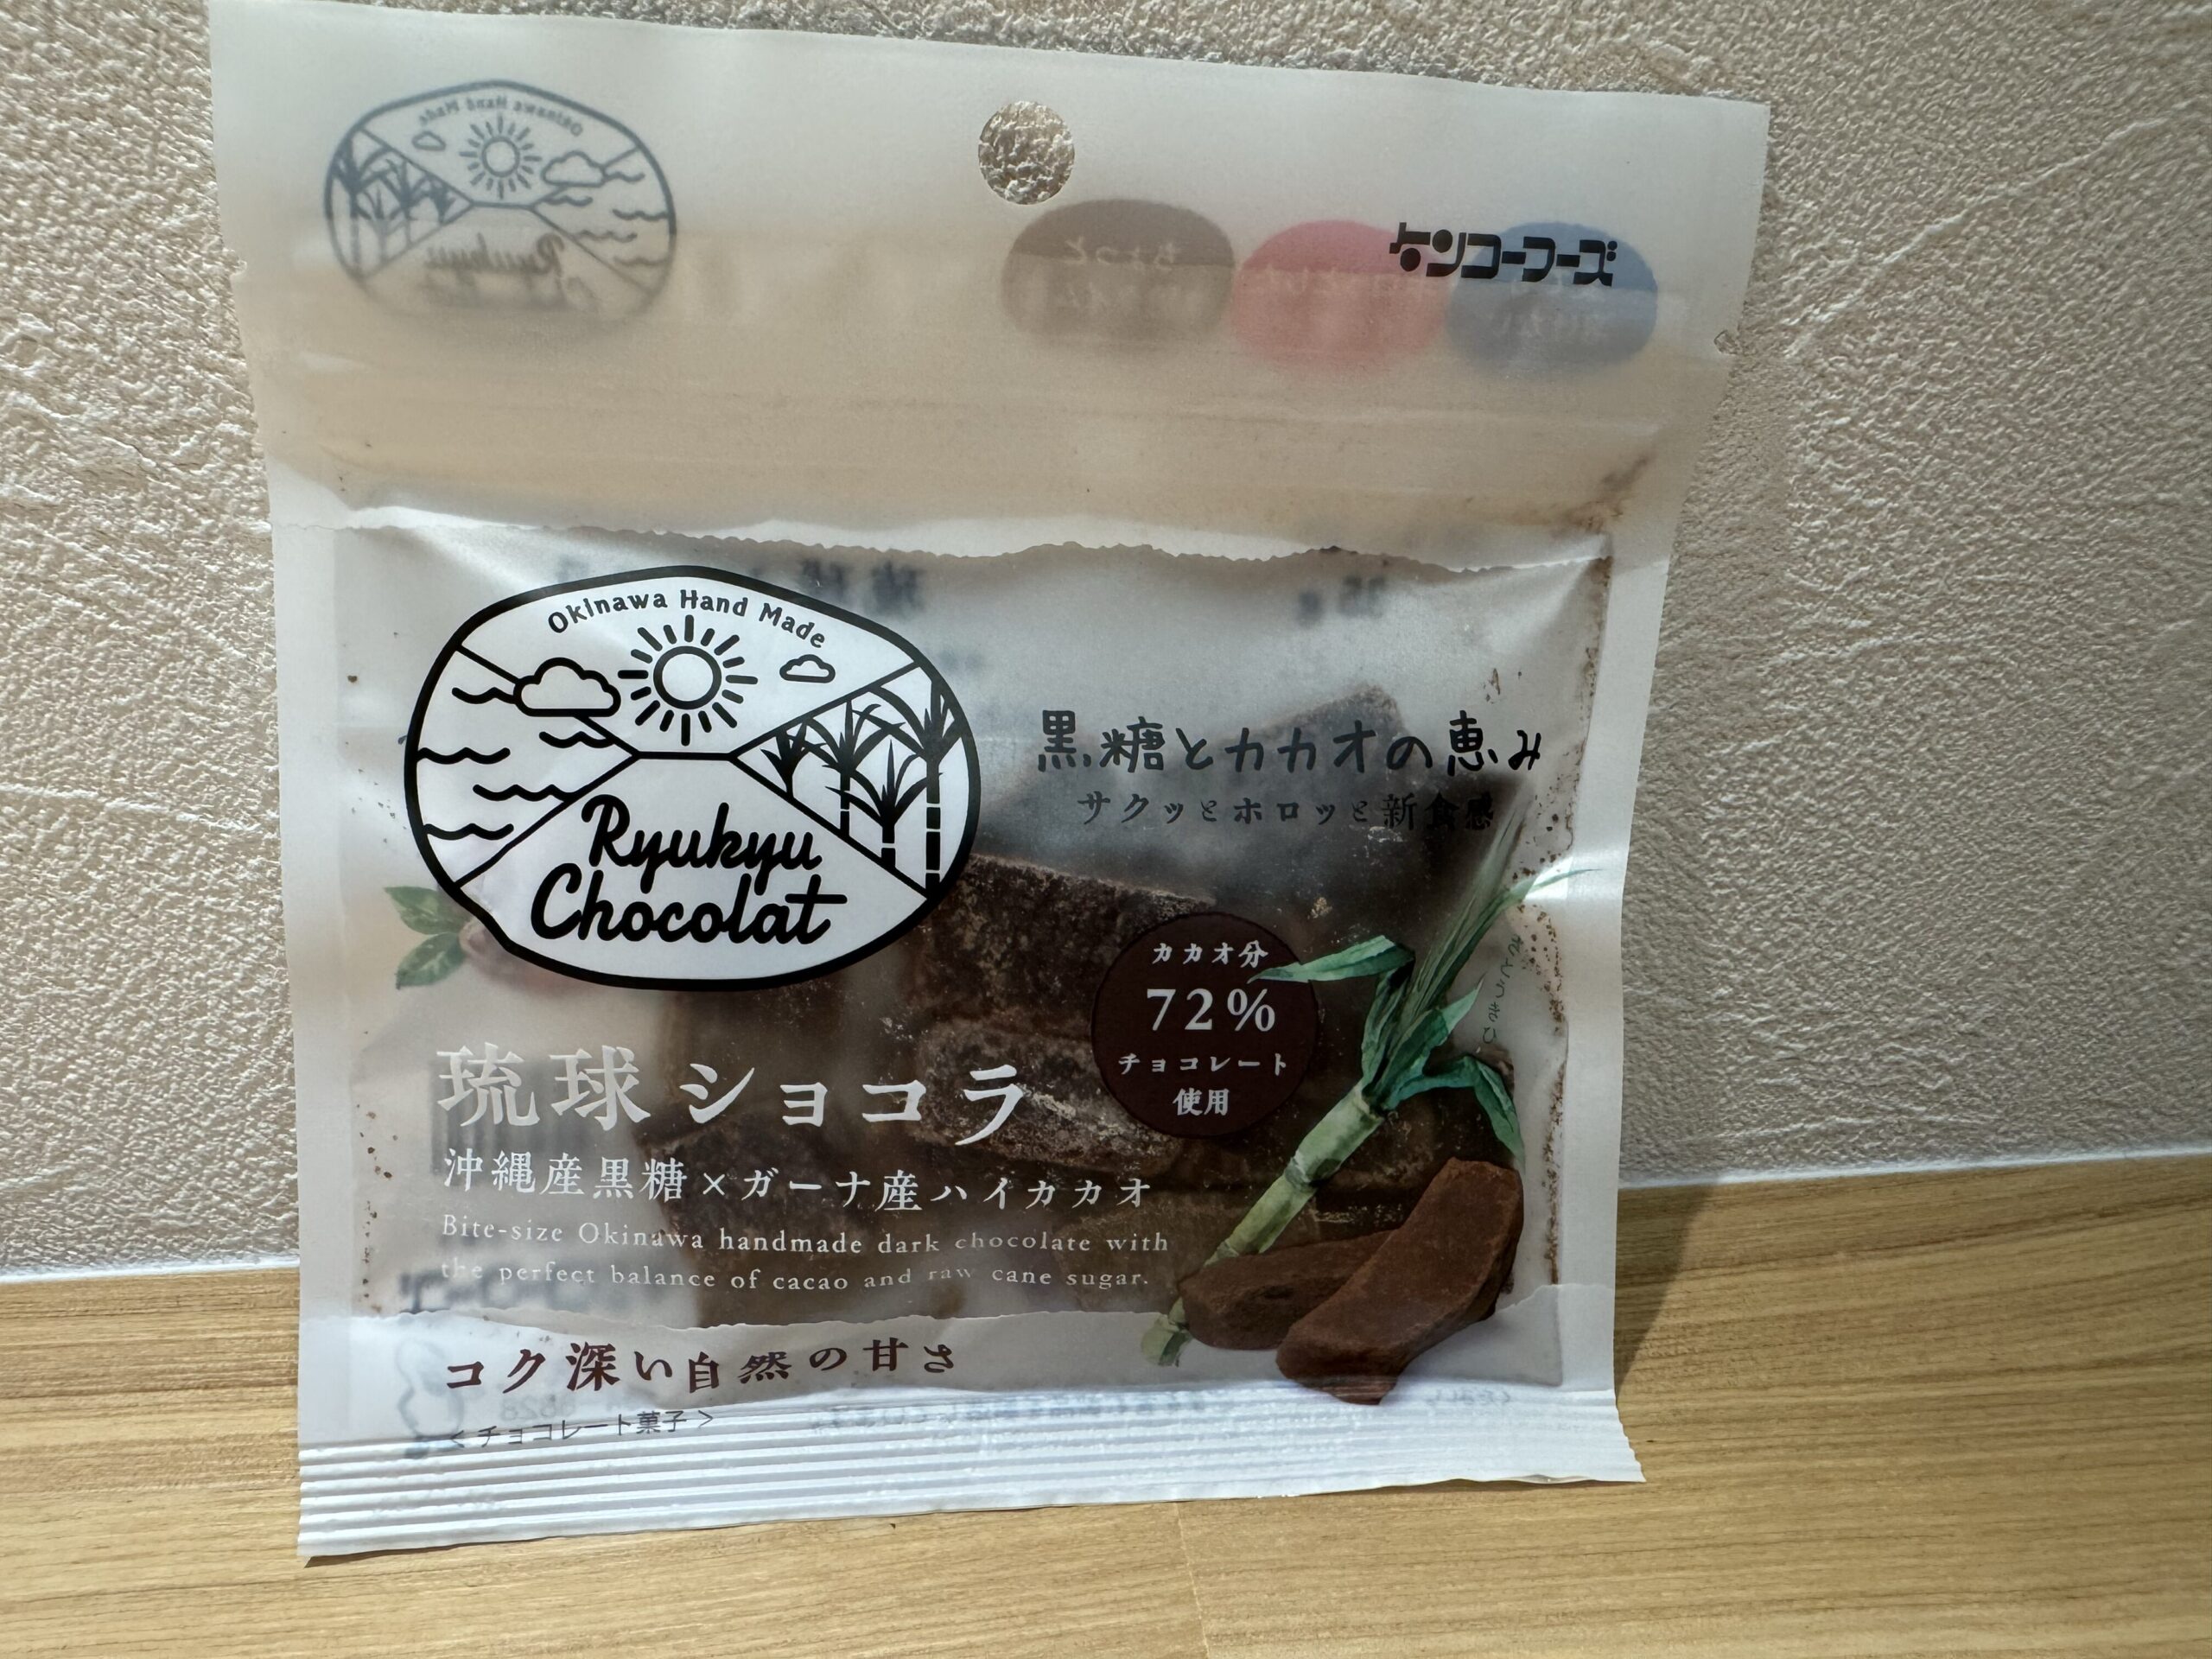 ケンコーフーズ
Okinawa Hand Made
Ryukyu
Chocolat
黒糖とカカオの恵み
サクッとホロッと新食感
カカオ分
72%
チョコレート
使用
さとうきび
琉球ショコラ
沖縄産黒糖×ガーナ産ハイカカオ
Bite-size Okinawa handmade dark chocolate with
the perfect balance of cacao and raw cane sugar.
コク深い自然の甘さ
<チョコレート菓子>